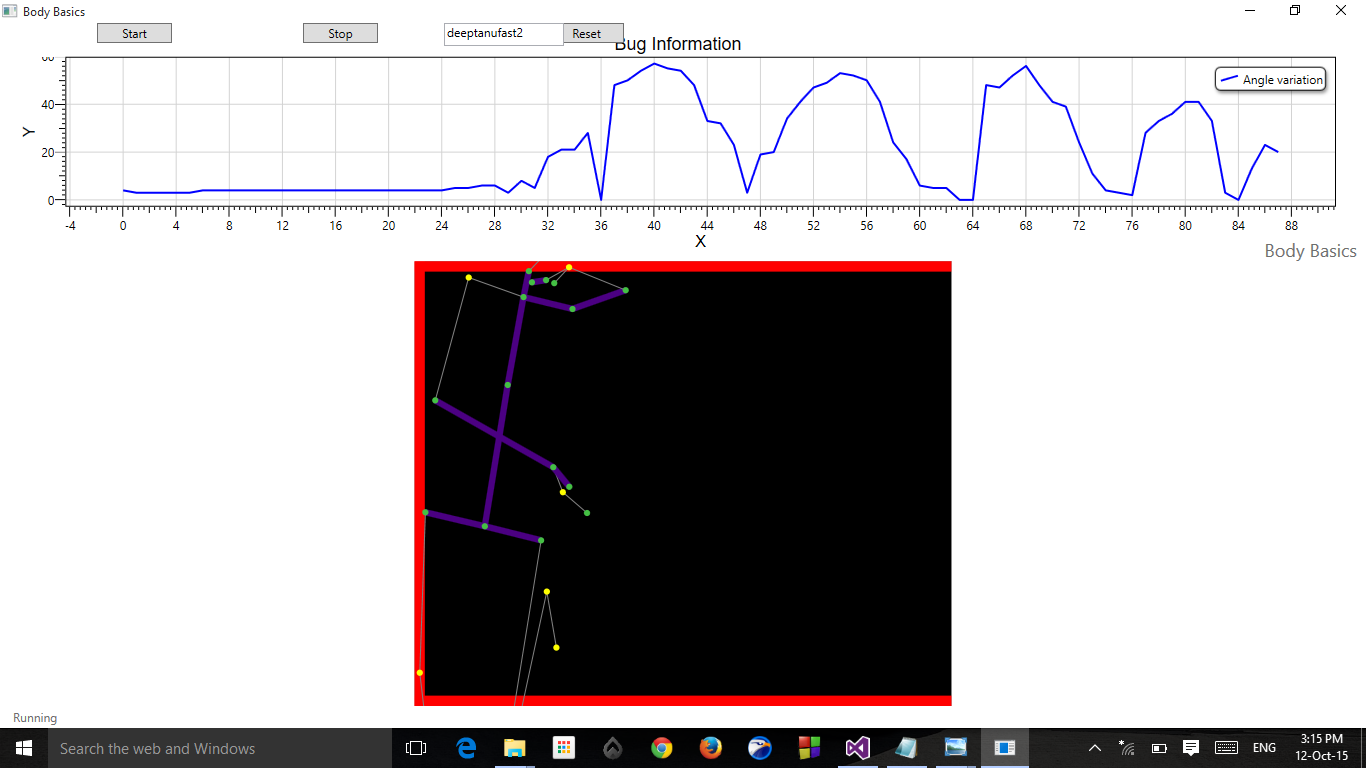 Body Basics
Start Stop deeptanufast2 Reset
Bug Information
60
Angle variation
40
Y
20
0
-4 0 4 8 12 16 20 24 28 32 36 40 44 48 52 56 60 64 68 72 76 80 84 88
X
Body Basics
Running
Search the web and Windows
ENG
3:15 PM
12-Oct-15